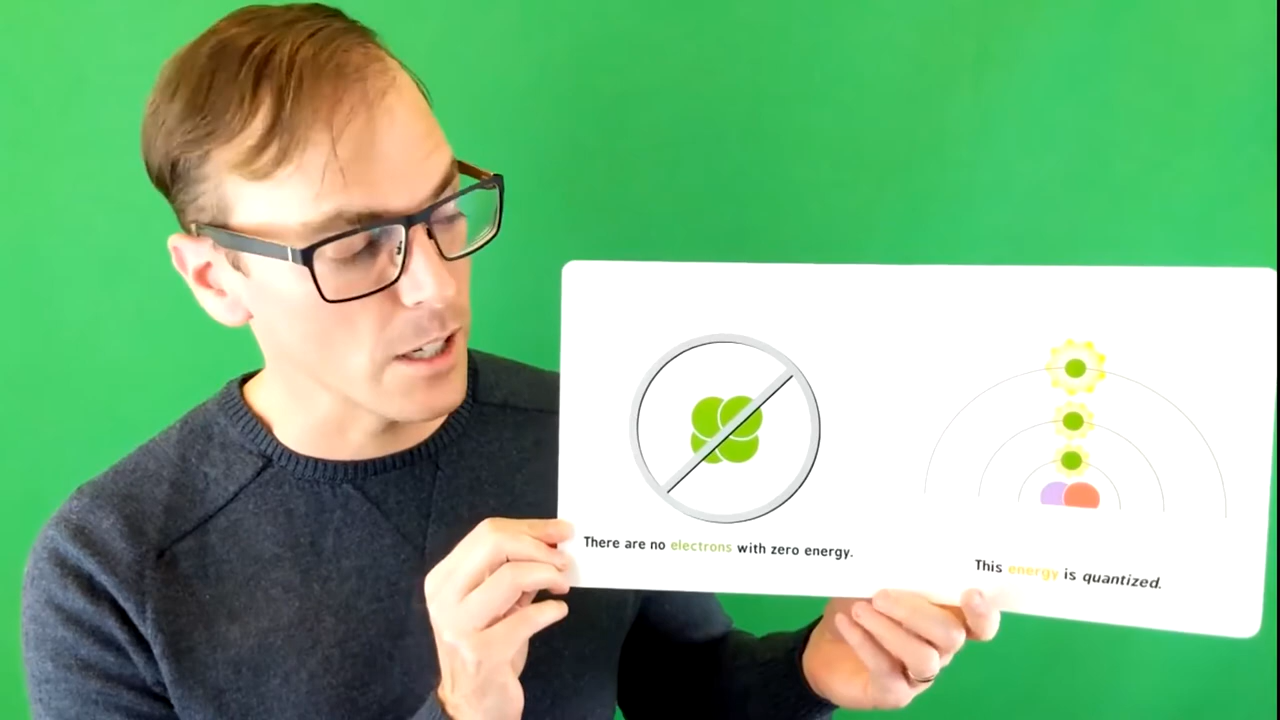 There are no electrons with zero energy.
This energy is quantized.